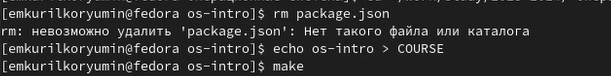 [emkurilkoryumin@fedora os-intro]$ rm package.json
rm: невозможно удалить 'package.json': Нет такого файла или каталога
[emkurilkoryumin@fedora os-intro]$ echo os-intro > COURSE
[emkurilkoryumin@fedora os-intro]$ make